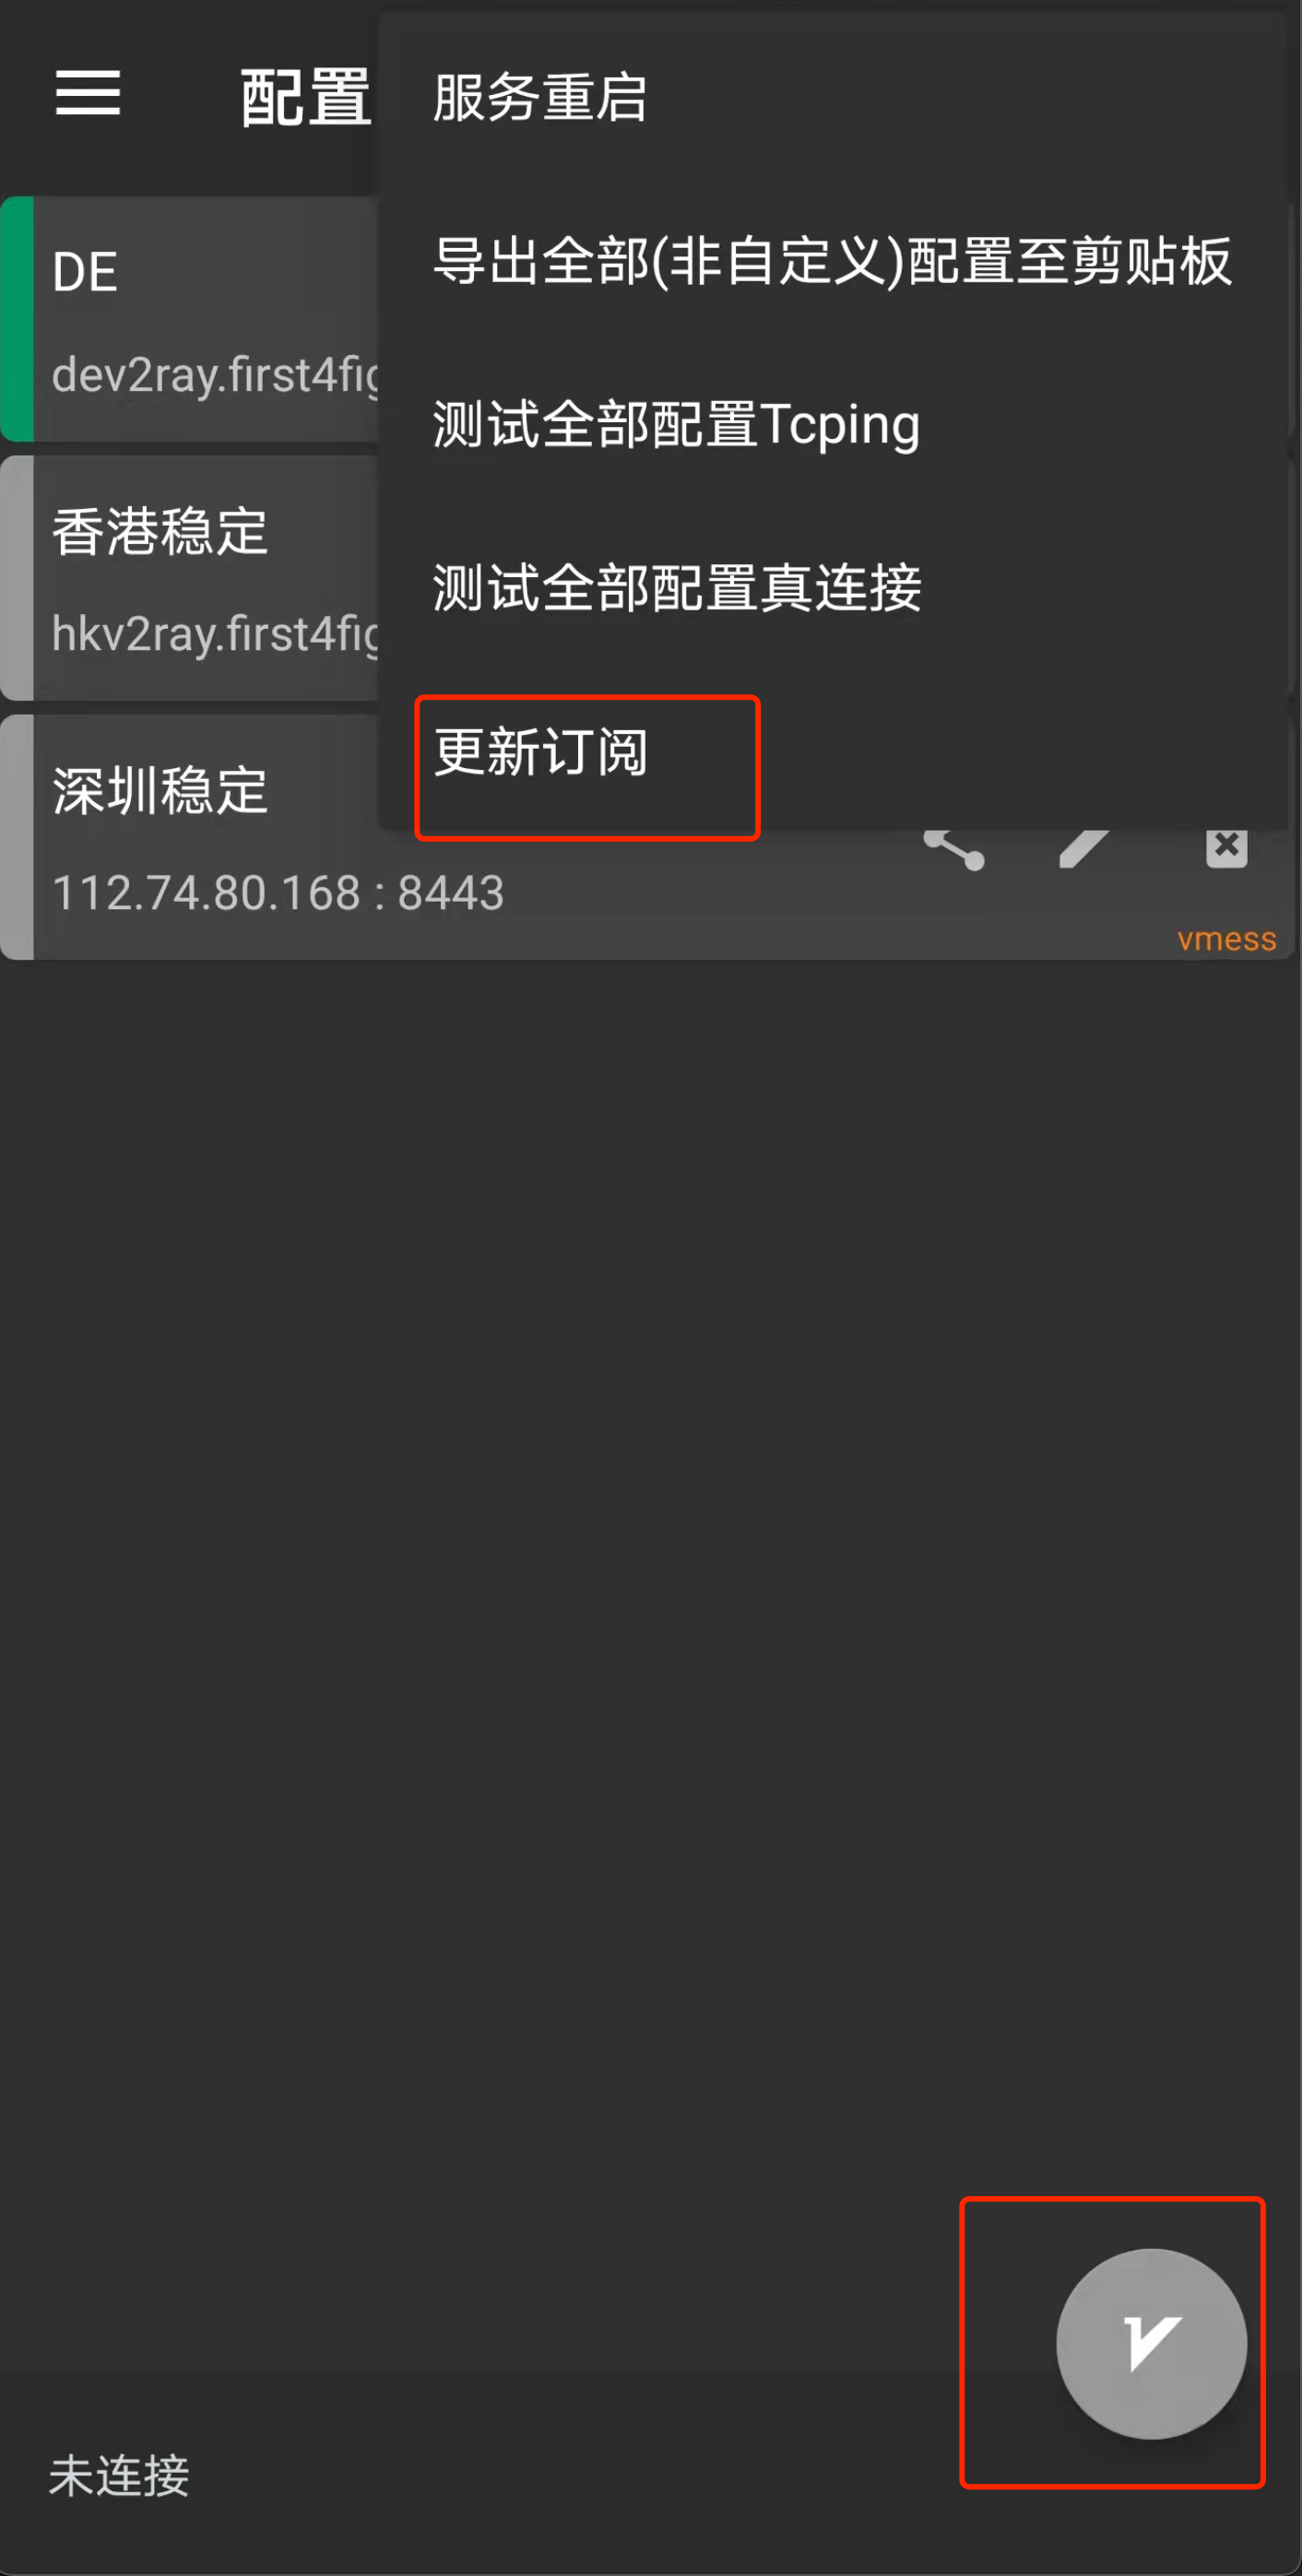 配置
服务重启
导出全部(非自定义)配置至剪贴板
测试全部配置Tcping
测试全部配置真连接
更新订阅
DE
dev2ray.first4fig
香港稳定
hkv2ray.first4fig
深圳稳定
112.74.80.168 : 8443
vmess
未连接